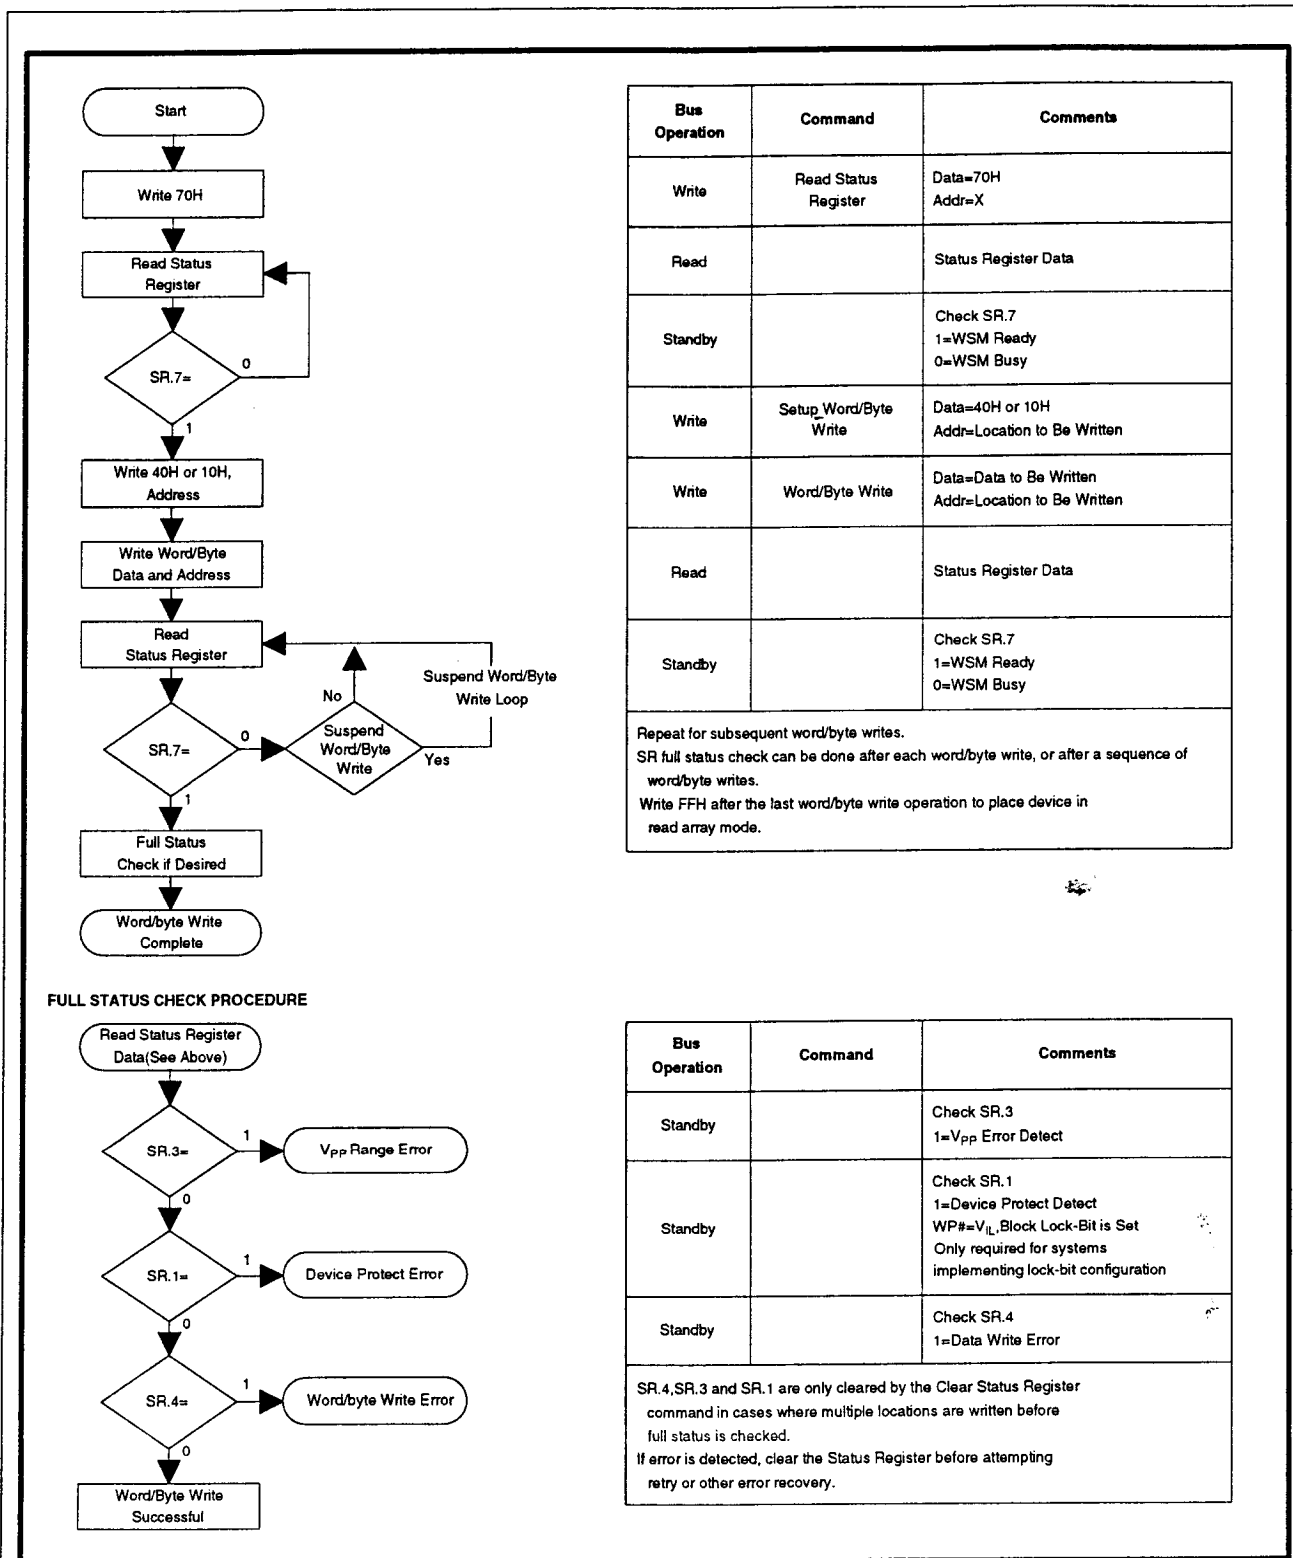 Start
Write 70H
Read Status
Register
SR.7=
0
1
Write 40H or 10H,
Address
Write Word/Byte
Data and Address
Read
Status Register
SR.7=
0
1
Suspend
Word/Byte
Write
No
Yes
Suspend Word/Byte
Write Loop
Full Status
Check if Desired
Word/byte Write
Complete
Bus Operation	Command	Comments
Write	Read Status Register	Data=70H
Addr=X
Read	Status Register Data
Standby	Check SR.7
1=WSM Ready
0=WSM Busy
Write	Setup Word/Byte Write	Data=40H or 10H
Addr=Location to Be Written
Write	Word/Byte Write	Data=Data to Be Written
Addr=Location to Be Written
Read	Status Register Data
Standby	Check SR.7
1=WSM Ready
0=WSM Busy
Repeat for subsequent word/byte writes.
SR full status check can be done after each word/byte write, or after a sequence of
word/byte writes.
Write FFH after the last word/byte write operation to place device in
read array mode.
FULL STATUS CHECK PROCEDURE
Read Status Register
Data(See Above)
SR.3=
1
VPP Range Error
0
SR.1=
1
Device Protect Error
0
SR.4=
1
Word/byte Write Error
0
Word/Byte Write
Successful
Bus Operation	Command	Comments
Standby	Check SR.3
1=VPP Error Detect
Standby	Check SR.1
1=Device Protect Detect
WP#=VIL,Block Lock-Bit is Set
Only required for systems
implementing lock-bit configuration
Standby	Check SR.4
1=Data Write Error
SR.4,SR.3 and SR.1 are only cleared by the Clear Status Register
command in cases where multiple locations are written before
full status is checked.
If error is detected, clear the Status Register before attempting
retry or other error recovery.